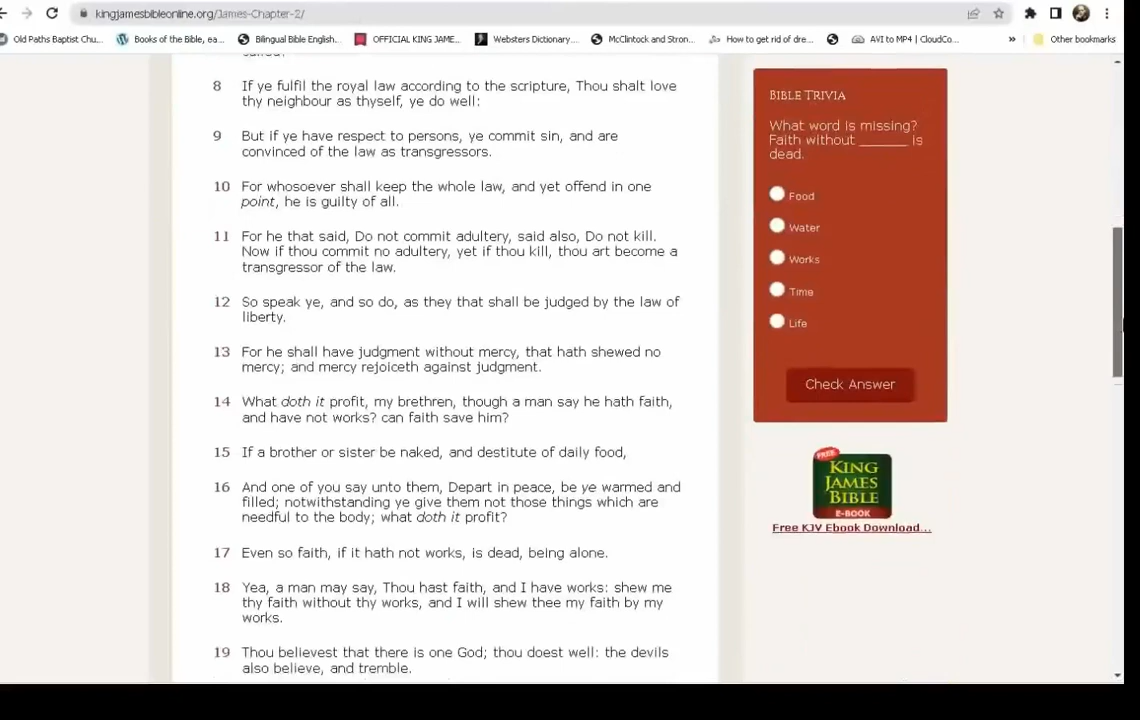 kingjamesbibleonline.org/James-Chapter-2/
Old Paths Baptist Chu...
Books of the Bible, ea...
Bilingual Bible English...
OFFICIAL KING JAME...
Websters Dictionary...
McClintock and Stron...
How to get rid of dre...
AVI to MP4 | CloudCo...
»
Other bookmarks
8 If ye fulfil the royal law according to the scripture, Thou shalt love
thy neighbour as thyself, ye do well:
9 But if ye have respect to persons, ye commit sin, and are
convinced of the law as transgressors.
10 For whosoever shall keep the whole law, and yet offend in one
point, he is guilty of all.
11 For he that said, Do not commit adultery, said also, Do not kill.
Now if thou commit no adultery, yet if thou kill, thou art become a
transgressor of the law.
12 So speak ye, and so do, as they that shall be judged by the law of
liberty.
13 For he shall have judgment without mercy, that hath shewed no
mercy; and mercy rejoiceth against judgment.
14 What doth it profit, my brethren, though a man say he hath faith,
and have not works? can faith save him?
15 If a brother or sister be naked, and destitute of daily food,
16 And one of you say unto them, Depart in peace, be ye warmed and
filled; notwithstanding ye give them not those things which are
needful to the body; what doth it profit?
17 Even so faith, if it hath not works, is dead, being alone.
18 Yea, a man may say, Thou hast faith, and I have works: shew me
thy faith without thy works, and I will shew thee my faith by my
works.
19 Thou believest that there is one God; thou doest well: the devils
also believe, and tremble.
BIBLE TRIVIA
What word is missing?
Faith without ______ is
dead.
Food
Water
Works
Time
Life
Check Answer
FREE
KING
JAMES
BIBLE
E-BOOK
Free KJV Ebook Download...